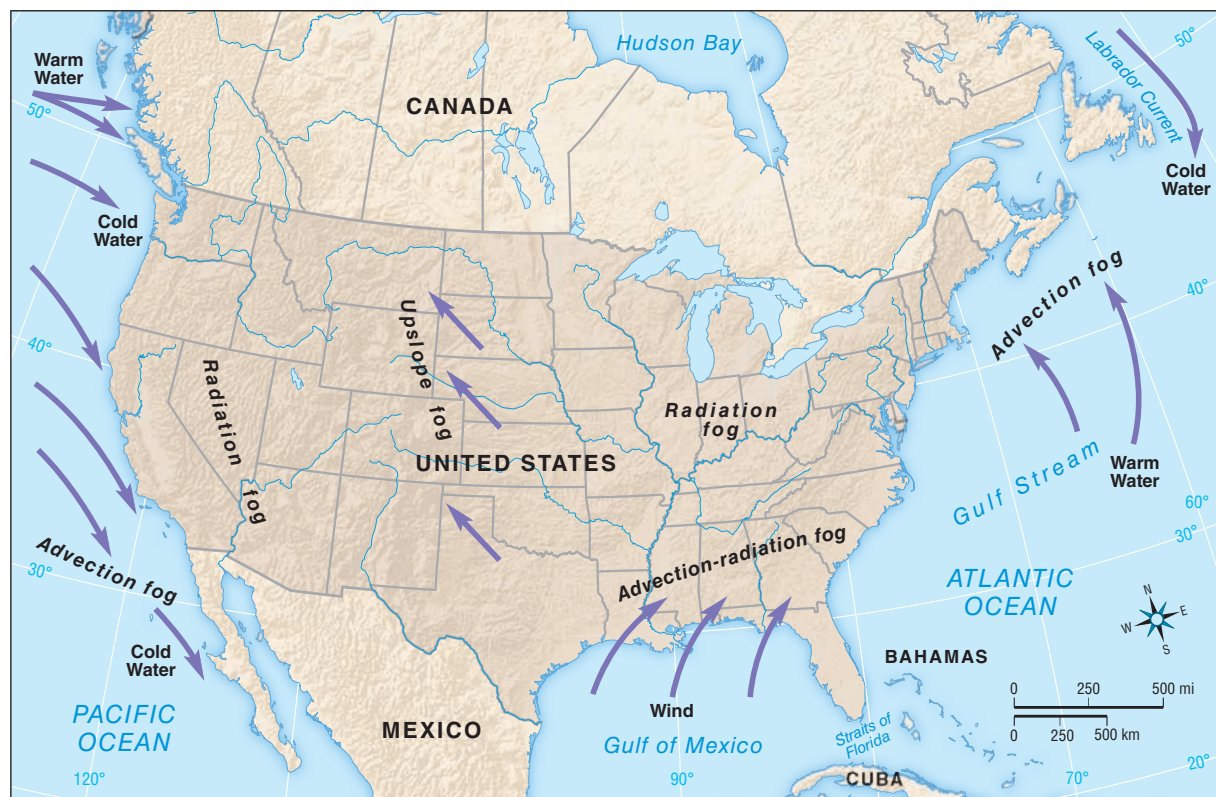 Hudson Bay
50°
Labrador Current
Warm
Water
50°
CANADA
Cold
Water
Cold
Water
40°
Advection fog
40°
Upslope fog
Radiation fog
Radiation
fog
UNITED STATES
Gulf Stream
Warm
Water
60°
30°
Advection fog
30°
Advection-radiation fog
ATLANTIC
OCEAN
N
E
W
S
Cold
Water
BAHAMAS
0 250 500 mi
0 250 500 km
PACIFIC
OCEAN
MEXICO
Wind
Gulf of Mexico
Straits of
Florida
CUBA
120°
90°
70°
20°